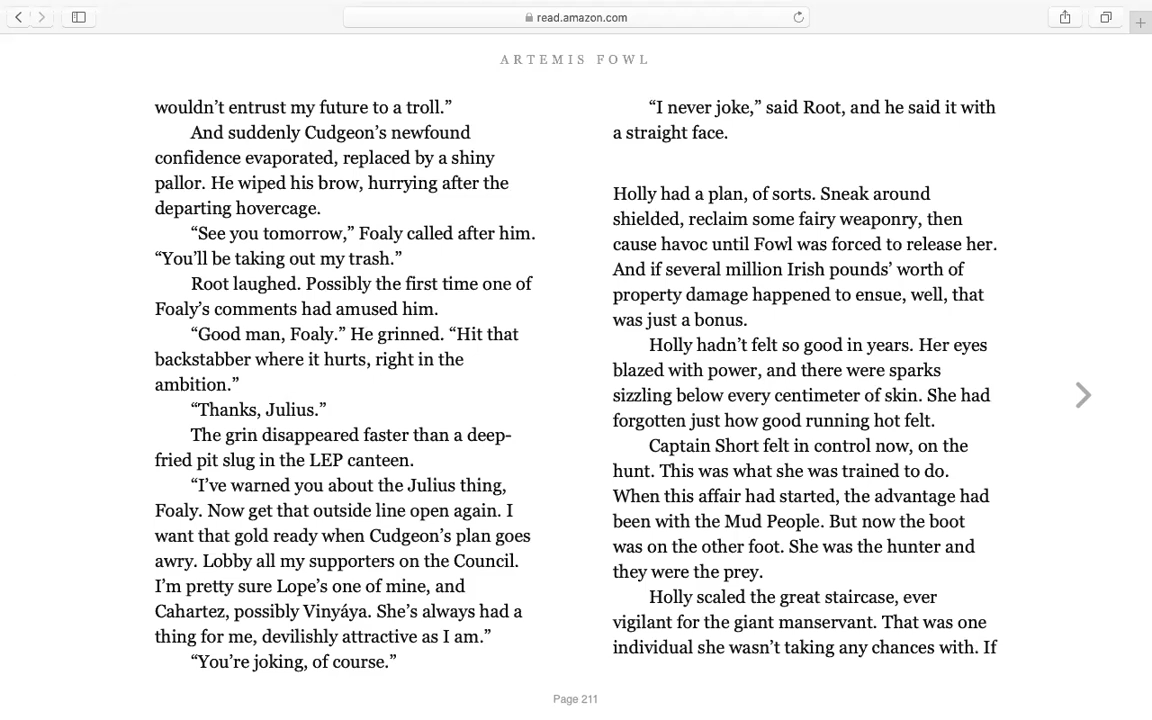 read.amazon.com
ARTEMIS FOWL
wouldn’t entrust my future to a troll.”
And suddenly Cudgeon’s newfound
confidence evaporated, replaced by a shiny
pallor. He wiped his brow, hurrying after the
departing hovercage.
“See you tomorrow,” Foaly called after him.
“You’ll be taking out my trash.”
Root laughed. Possibly the first time one of
Foaly’s comments had amused him.
“Good man, Foaly.” He grinned. “Hit that
backstabber where it hurts, right in the
ambition.”
“Thanks, Julius.”
The grin disappeared faster than a deep-
fried pit slug in the LEP canteen.
“I’ve warned you about the Julius thing,
Foaly. Now get that outside line open again. I
want that gold ready when Cudgeon’s plan goes
awry. Lobby all my supporters on the Council.
I’m pretty sure Lope’s one of mine, and
Cahartez, possibly Vinyáya. She’s always had a
thing for me, devilishly attractive as I am.”
“You’re joking, of course.”
“I never joke,” said Root, and he said it with
a straight face.
Holly had a plan, of sorts. Sneak around
shielded, reclaim some fairy weaponry, then
cause havoc until Fowl was forced to release her.
And if several million Irish pounds’ worth of
property damage happened to ensue, well, that
was just a bonus.
Holly hadn’t felt so good in years. Her eyes
blazed with power, and there were sparks
sizzling below every centimeter of skin. She had
forgotten just how good running hot felt.
Captain Short felt in control now, on the
hunt. This was what she was trained to do.
When this affair had started, the advantage had
been with the Mud People. But now the boot
was on the other foot. She was the hunter and
they were the prey.
Holly scaled the great staircase, ever
vigilant for the giant manservant. That was one
individual she wasn’t taking any chances with. If
Page 211